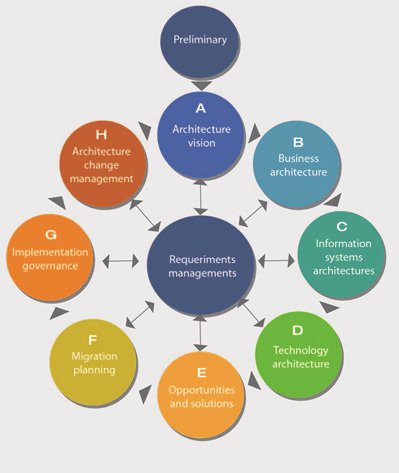 Preliminary
A
Architecture
vision
B
Business
architecture
C
Information
systems
architectures
D
Technology
architecture
E
Opportunities
and solutions
F
Migration
planning
G
Implementation
governance
H
Architecture
change
management
Requeriments
managements